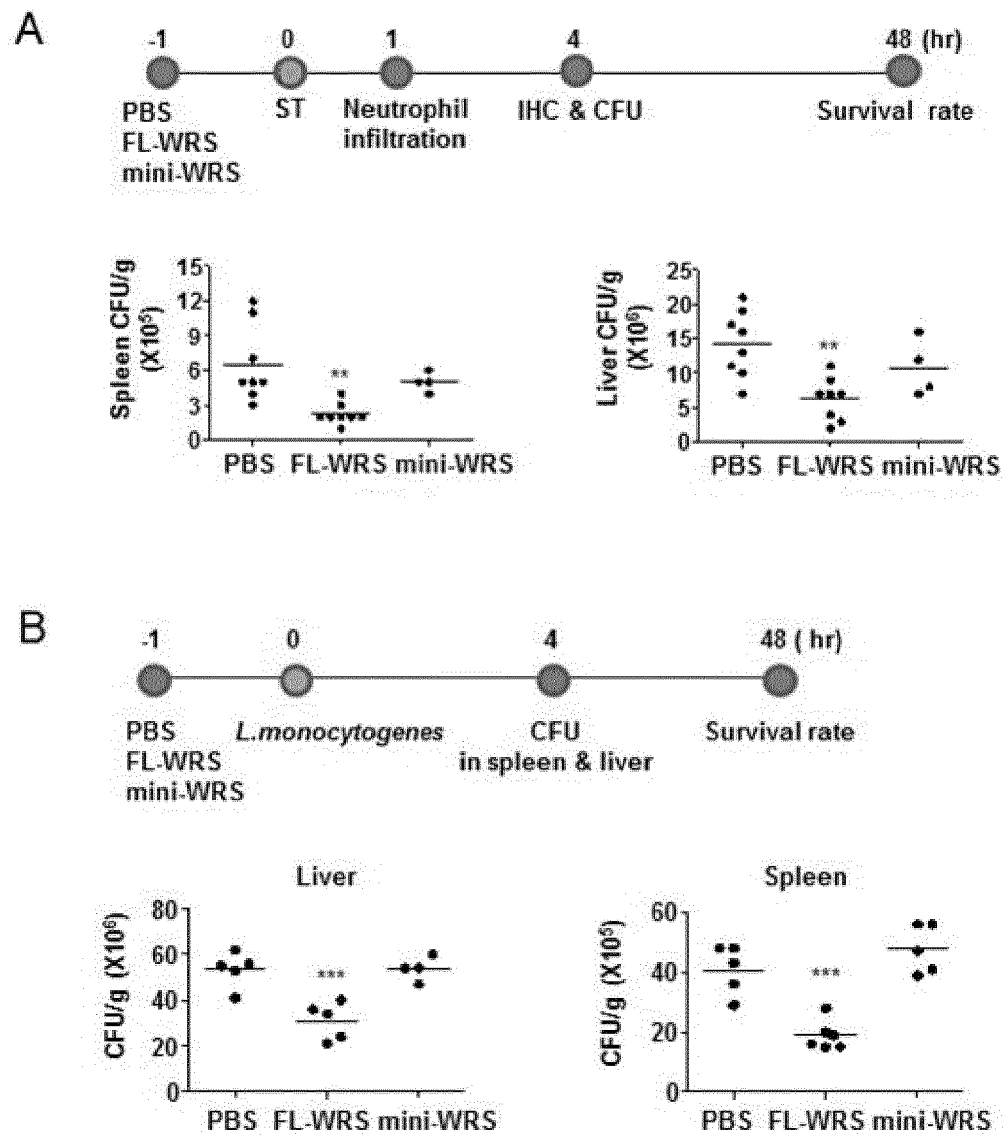 A
-1 0 1 4 48 (hr)
PBS ST Neutrophil IHC & CFU Survival rate
FL-WRS infiltration
mini-WRS
Spleen CFU/g
(X10⁵)
15
12
9
6
3
0
**
PBS FL-WRS mini-WRS
Liver CFU/g
(X10⁶)
25
20
15
10
5
0
**
PBS FL-WRS mini-WRS
B
-1 0 4 48 ( hr)
PBS L.monocytogenes CFU Survival rate
FL-WRS in spleen & liver
mini-WRS
Liver
CFU/g (X10⁶)
80
60
40
20
0
***
PBS FL-WRS mini-WRS
Spleen
CFU/g (X10⁵)
60
40
20
0
***
PBS FL-WRS mini-WRS